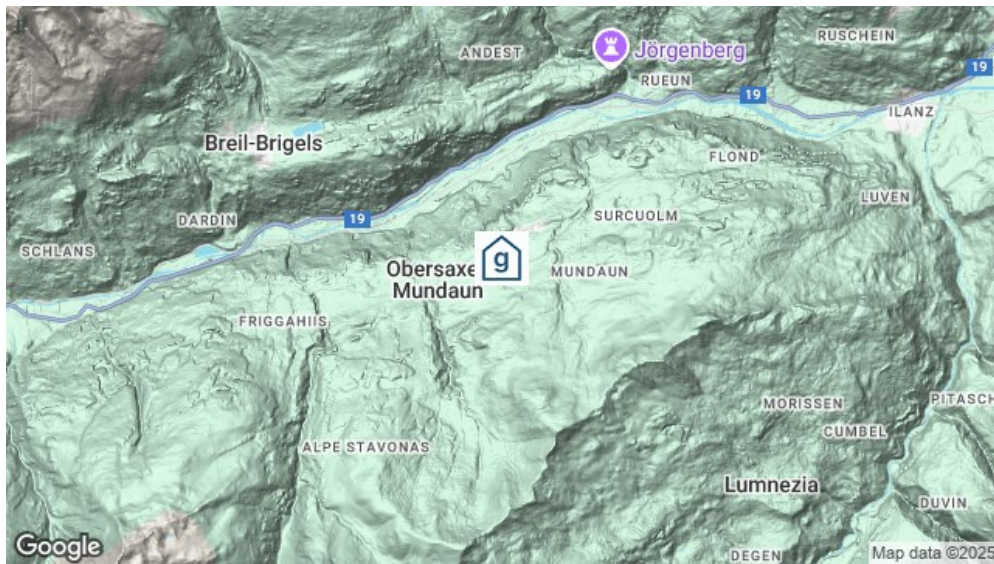 RUSCHEIN
ANDEST
Jörgenberg
19
RUEUN
19
ILANZ
Breil-Brigels
FLOND
LUVEN
DARDIN
19
SURCUOLM
SCHLANS
g
Obersaxe
Mundaun
MUNDAUN
FRIGGAHIIS
PITASCH
MORISSEN
CUMBEL
ALPE STAVONAS
Lumnezia
DUVIN
Google
DEGEN
Map data ©2025